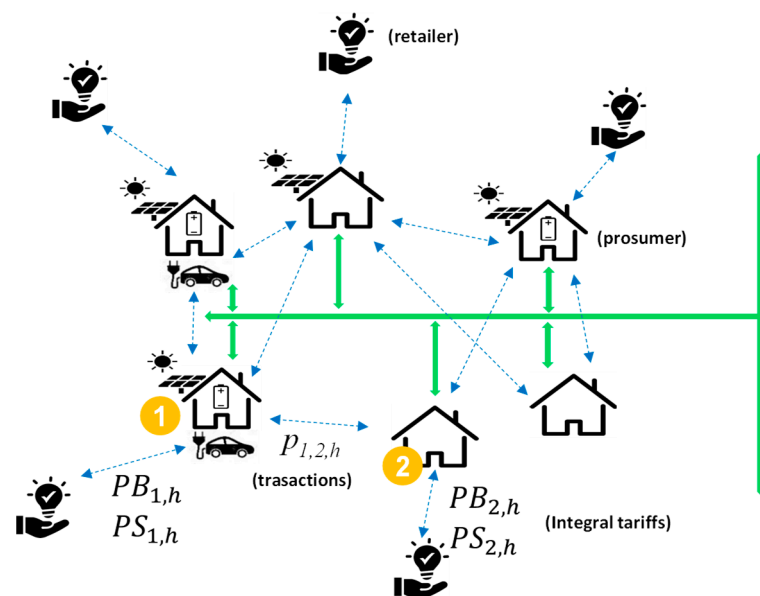 (retailer)
(prosumer)
1
p1,2,h
2
(trasactions)
PB1,h
PS1,h
PB2,h
PS2,h
(Integral tariffs)